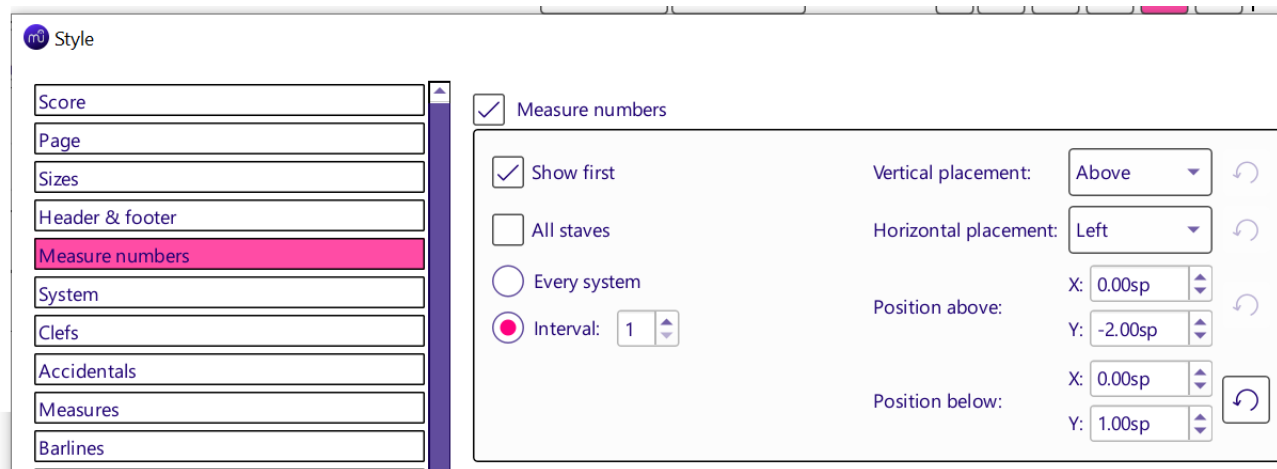 Style
Score
Page
Sizes
Header & footer
Measure numbers
System
Clefs
Accidentals
Measures
Barlines
Measure numbers
Show first
All staves
Every system
Interval: 1
Vertical placement: Above
Horizontal placement: Left
Position above:
X: 0.00sp
Y: -2.00sp
Position below:
X: 0.00sp
Y: 1.00sp